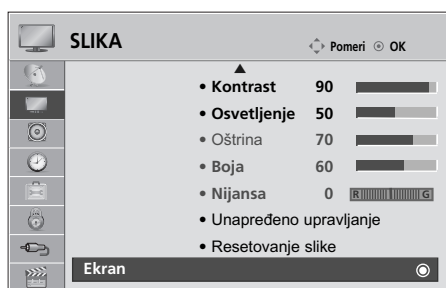 SLIKA
Pomeri OK
• Kontrast 90
• Osvetljenje 50
• Oštrina 70
• Boja 60
• Nijansa 0 R G
• Unapređeno upravljanje
• Resetovanje slike
Ekran